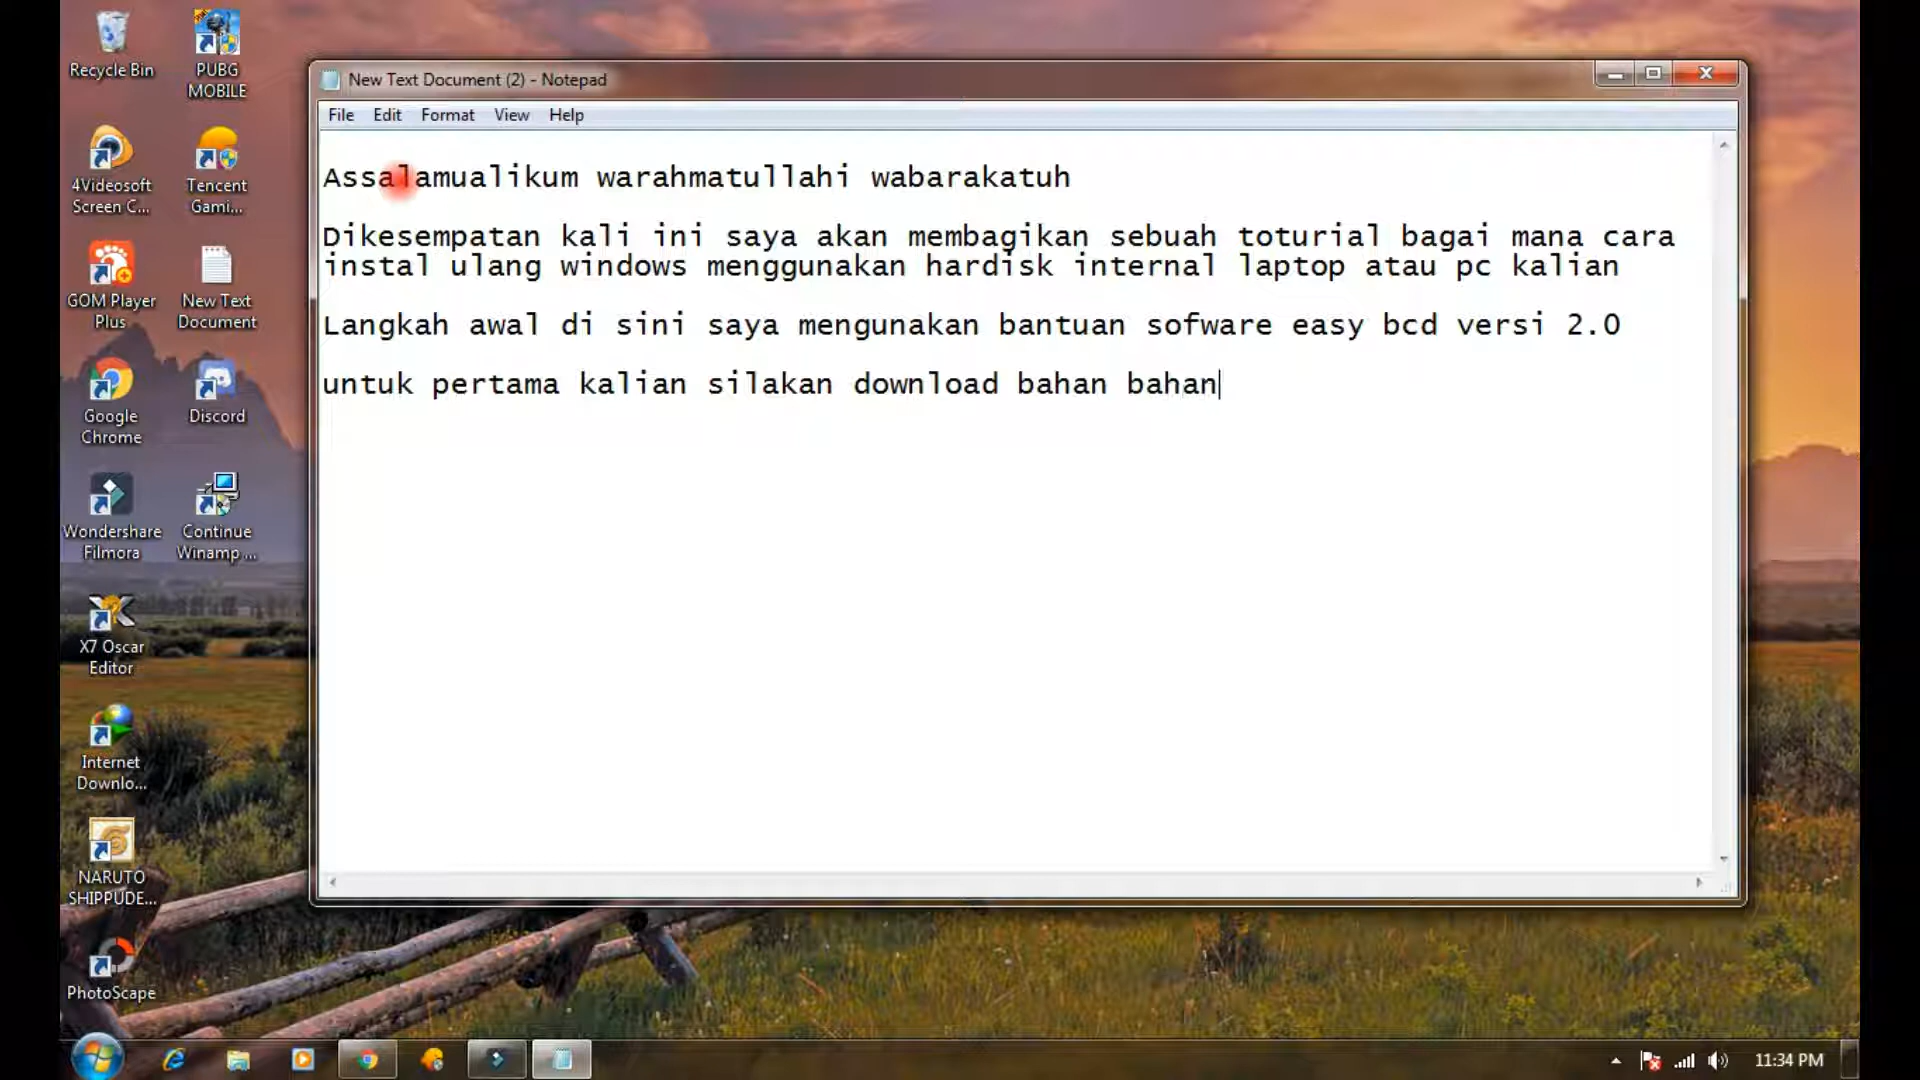 Recycle Bin
PUBG
MOBILE
4Videosoft
Screen C...
Tencent
Gami...
GOM Player
Plus
New Text
Document
Google
Chrome
Discord
Wondershare
Filmora
Continue
Winamp ...
X7 Oscar
Editor
Internet
Downlo...
NARUTO
SHIPPUDE...
PhotoScape
New Text Document (2) - Notepad
File Edit Format View Help
Assalamualikum warahmatullahi wabarakatuh
Dikesempatan kali ini saya akan membagikan sebuah toturial bagai mana cara
instal ulang windows menggunakan hardisk internal laptop atau pc kalian
Langkah awal di sini saya mengunakan bantuan sofware easy bcd versi 2.0
untuk pertama kalian silakan download bahan bahan
11:34 PM